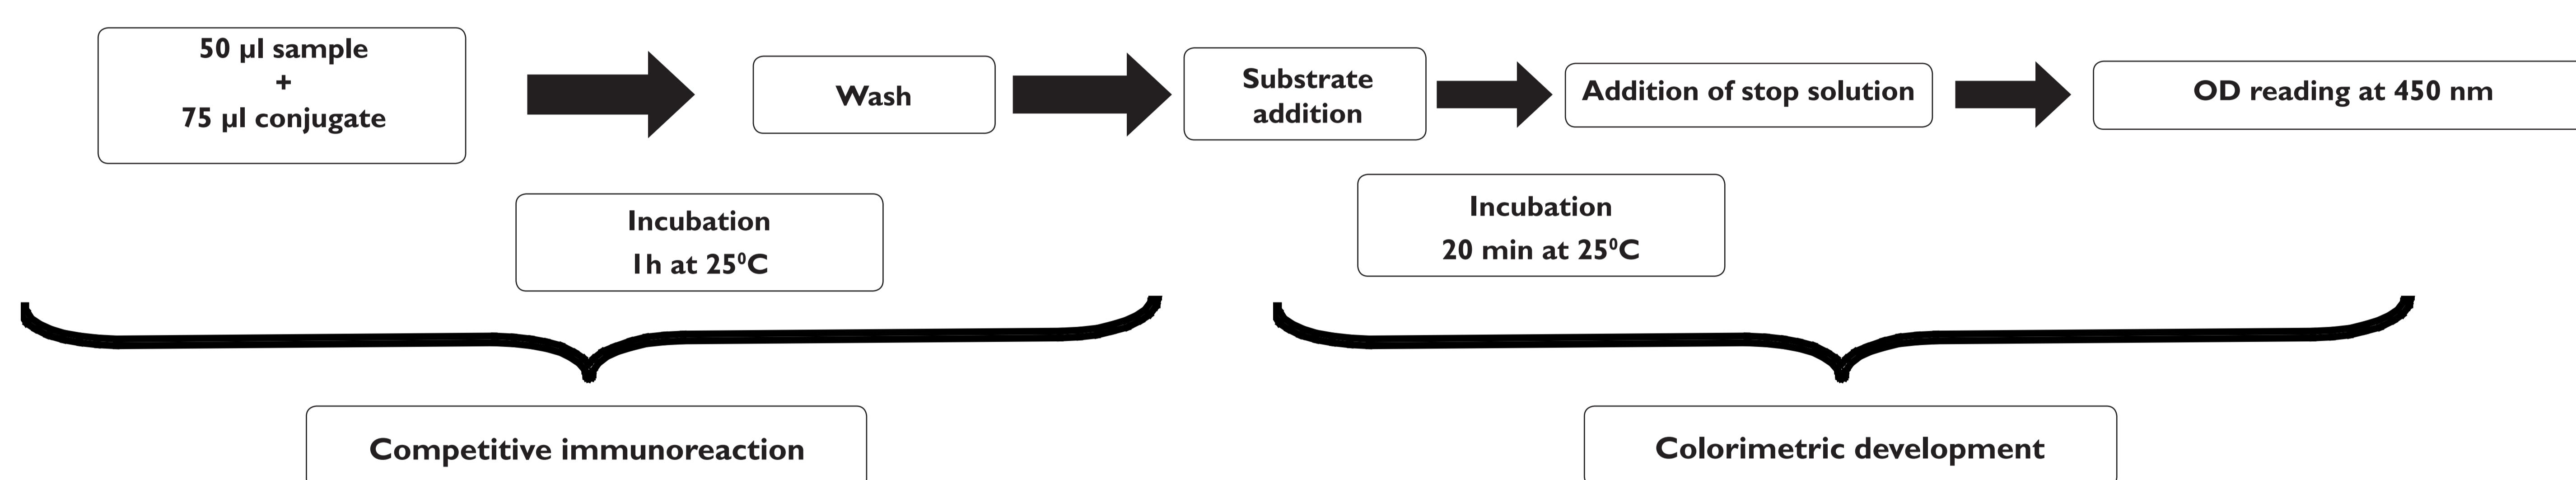 50 µl sample
+
75 µl conjugate
Wash
Substrate
addition
Addition of stop solution
OD reading at 450 nm
Incubation
1h at 25⁰C
Incubation
20 min at 25⁰C
Competitive immunoreaction
Colorimetric development